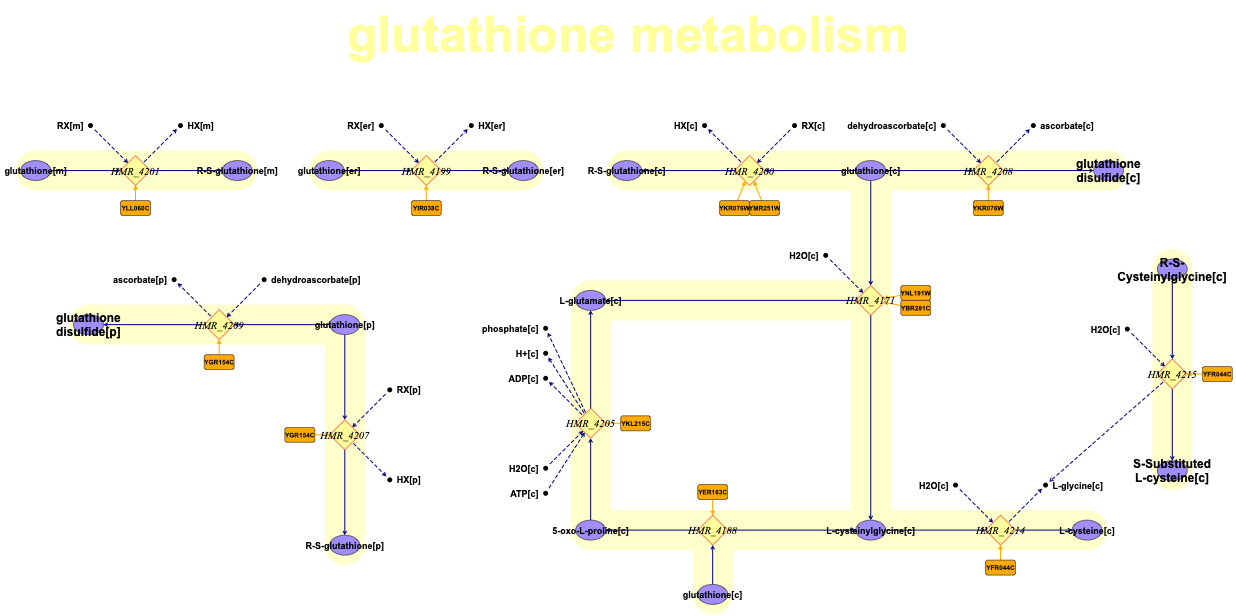 glutathione metabolism
RX[m]
HX[m]
glutathione[m]
HMR_4201
R-S-glutathione[m]
YLL060C
RX[er]
HX[er]
glutathione[er]
HMR_4199
R-S-glutathione[er]
YIR038C
HX[c]
RX[c]
R-S-glutathione[c]
HMR_4200
glutathione[c]
YKR076W
YMR251W
dehydroascorbate[c]
ascorbate[c]
HMR_4208
glutathione
disulfide[c]
YKR076W
ascorbate[p]
dehydroascorbate[p]
glutathione
disulfide[p]
HMR_4209
glutathione[p]
YGR154C
RX[p]
YGR154C
HMR_4207
HX[p]
R-S-glutathione[p]
H2O[c]
L-glutamate[c]
HMR_4171
YNL191W
YBR281C
phosphate[c]
H+[c]
ADP[c]
HMR_4205
YKL215C
H2O[c]
ATP[c]
YER163C
5-oxo-L-proline[c]
HMR_4188
L-cysteinylglycine[c]
glutathione[c]
H2O[c]
L-glycine[c]
HMR_4214
L-cysteine[c]
YFR044C
R-S-
Cysteinylglycine[c]
H2O[c]
HMR_4215
YFR044C
S-Substituted
L-cysteine[c]